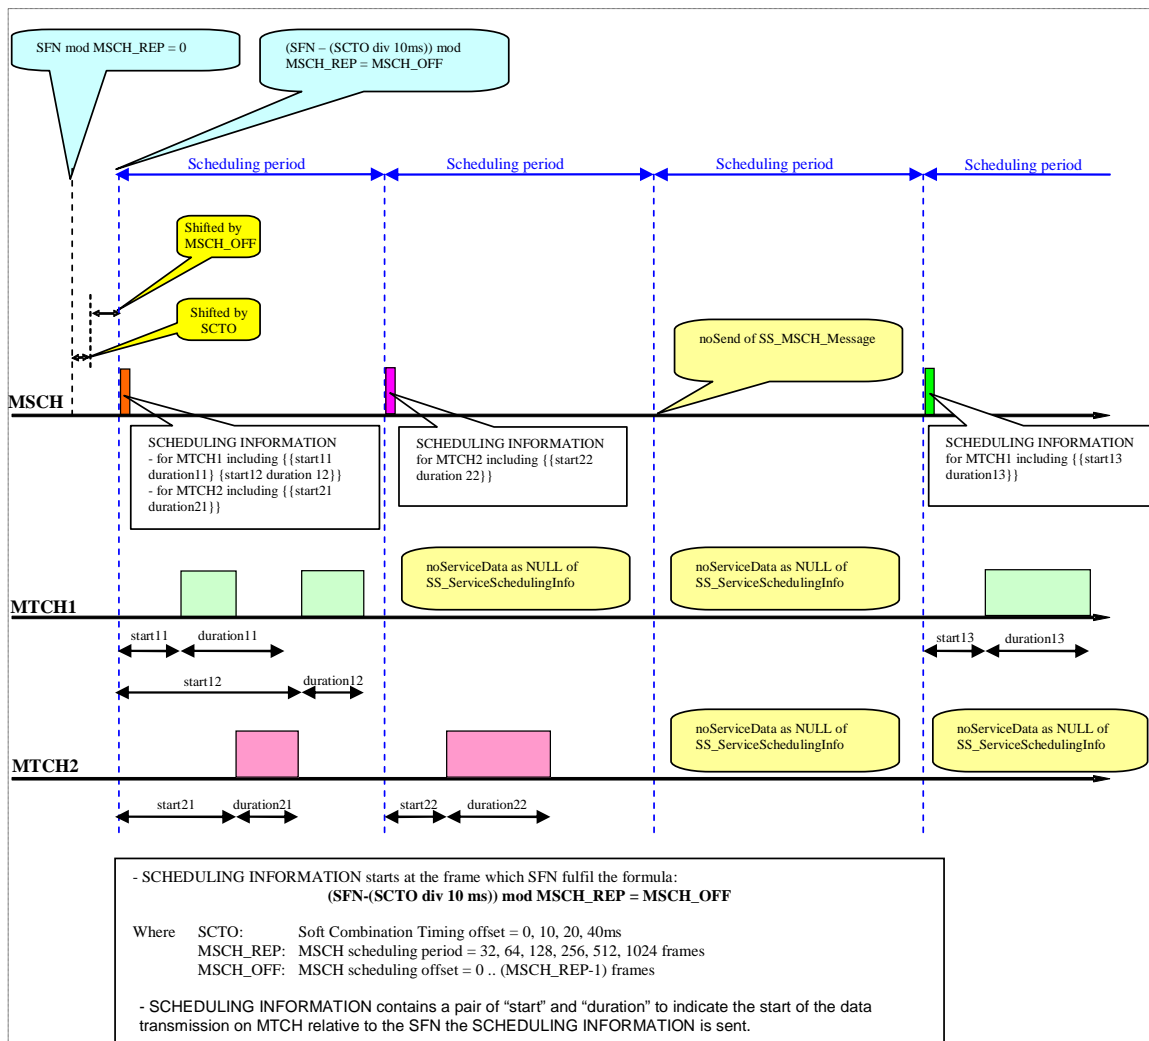 SFN mod MSCH_REP = 0
(SFN – (SCTO div 10ms)) mod
MSCH_REP = MSCH_OFF
Scheduling period
Scheduling period
Scheduling period
Scheduling period
Shifted by
MSCH_OFF
Shifted by
SCTO
noSend of SS_MSCH_Message
MSCH
SCHEDULING INFORMATION
- for MTCH1 including {{start11
duration11} {start12 duration 12}}
- for MTCH2 including {{start21
duration21}}
SCHEDULING INFORMATION
for MTCH2 including {{start22
duration 22}}
SCHEDULING INFORMATION
for MTCH1 including {{start13
duration13}}
noServiceData as NULL of
SS_ServiceSchedulingInfo
noServiceData as NULL of
SS_ServiceSchedulingInfo
MTCH1
start11
duration11
start13
duration13
start12
duration12
noServiceData as NULL of
SS_ServiceSchedulingInfo
noServiceData as NULL of
SS_ServiceSchedulingInfo
MTCH2
start21
duration21
start22
duration22
- SCHEDULING INFORMATION starts at the frame which SFN fulfil the formula:
(SFN-(SCTO div 10 ms)) mod MSCH_REP = MSCH_OFF
Where SCTO: Soft Combination Timing offset = 0, 10, 20, 40ms
MSCH_REP: MSCH scheduling period = 32, 64, 128, 256, 512, 1024 frames
MSCH_OFF: MSCH scheduling offset = 0 .. (MSCH_REP-1) frames
- SCHEDULING INFORMATION contains a pair of “start” and “duration” to indicate the start of the data
transmission on MTCH relative to the SFN the SCHEDULING INFORMATION is sent.